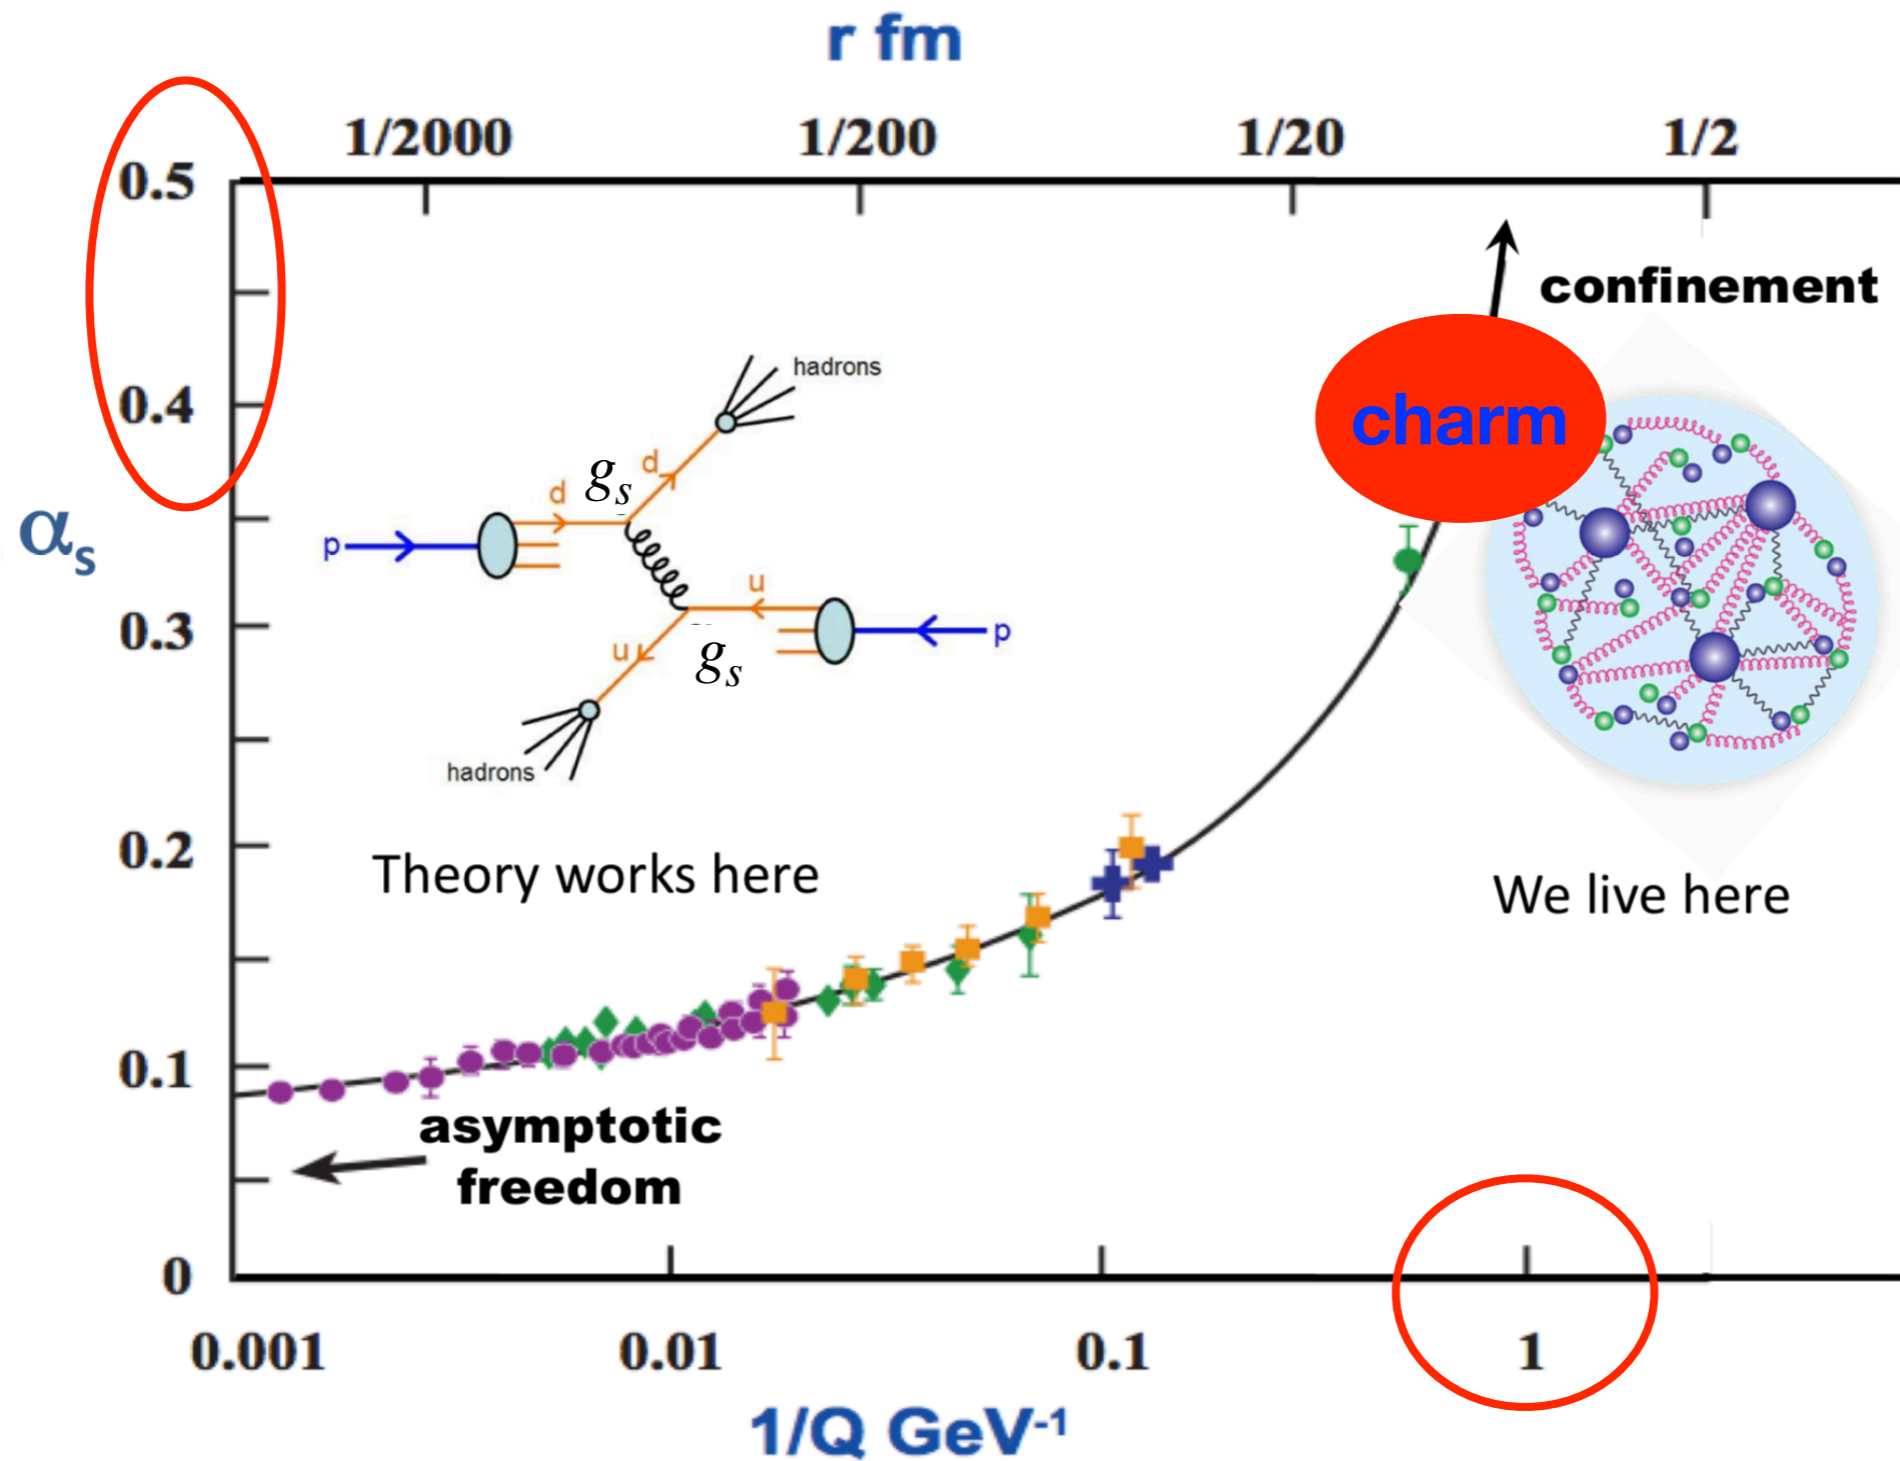 r fm
1/2000 1/200 1/20 1/2
0.5
confinement
hadrons
0.4
charm
gₛ
d
d
αₛ
p
u
0.3
p
u
gₛ
hadrons
0.2
Theory works here
We live here
0.1
asymptotic
freedom
0
0.001 0.01 0.1 1
1/Q GeV⁻¹